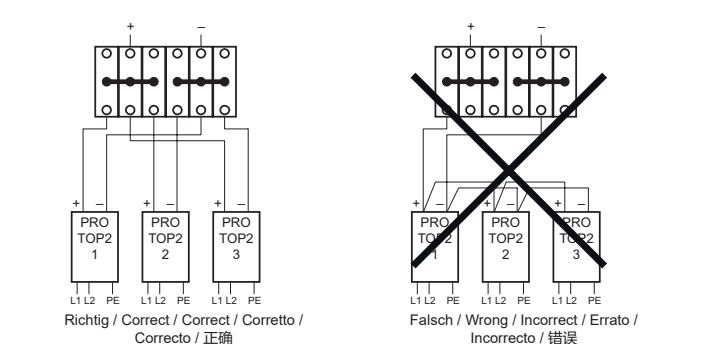 + – + –
+ – + – + – + – + – + –
PRO PRO PRO PRO PRO PRO
TOP2 TOP2 TOP2 TOP2 TOP2 TOP2
1 2 3 1 2 3
L1 L2 PE L1 L2 PE L1 L2 PE L1 L2 PE L1 L2 PE L1 L2 PE
Richtig / Correct / Correct / Corretto /
Correcto / 正确
Falsch / Wrong / Incorrect / Errato /
Incorrecto / 错误